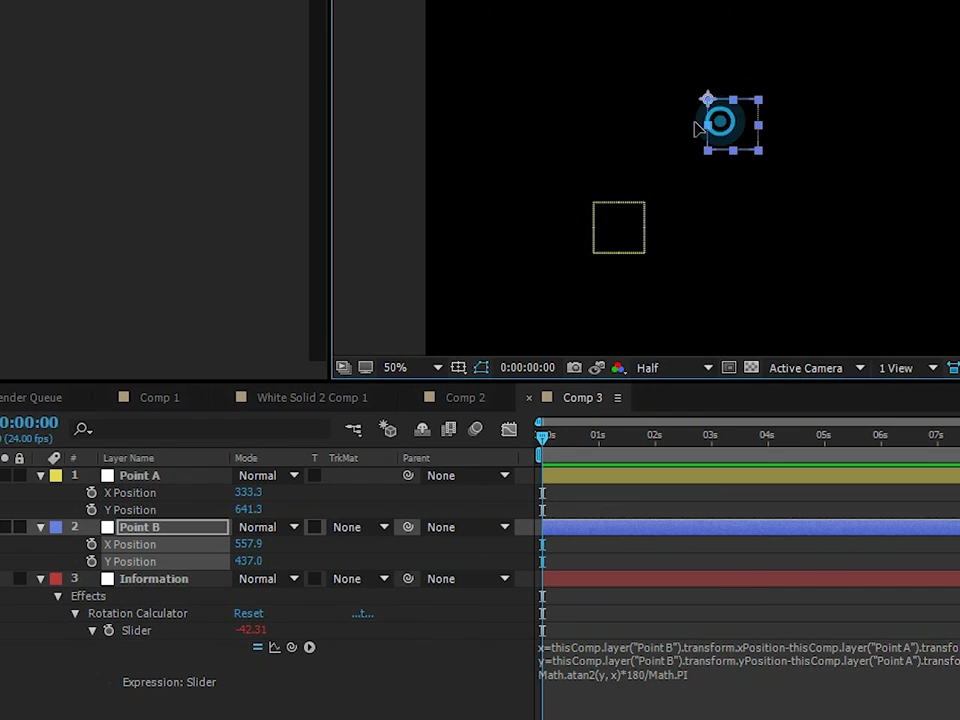 50% 0:00:00:00 Half Active Camera 1 View
ender Queue Comp 1 White Solid 2 Comp 1 Comp 2 × Comp 3
0:00:00
(24.00 fps)
0s 01s 02s 03s 04s 05s 06s 07s
# Layer Name Mode T TrkMat Parent
1 Point A Normal None
X Position 333.3
Y Position 641.3
2 Point B Normal None None
X Position 557.9
Y Position 437.0
3 Information Normal None None
Effects
Rotation Calculator Reset ...t...
Slider -42.31
x=thisComp.layer("Point B").transform.xPosition-thisComp.layer("Point A").transfo
y=thisComp.layer("Point B").transform.yPosition-thisComp.layer("Point A").transfo
Math.atan2(y, x)*180/Math.PI
Expression: Slider